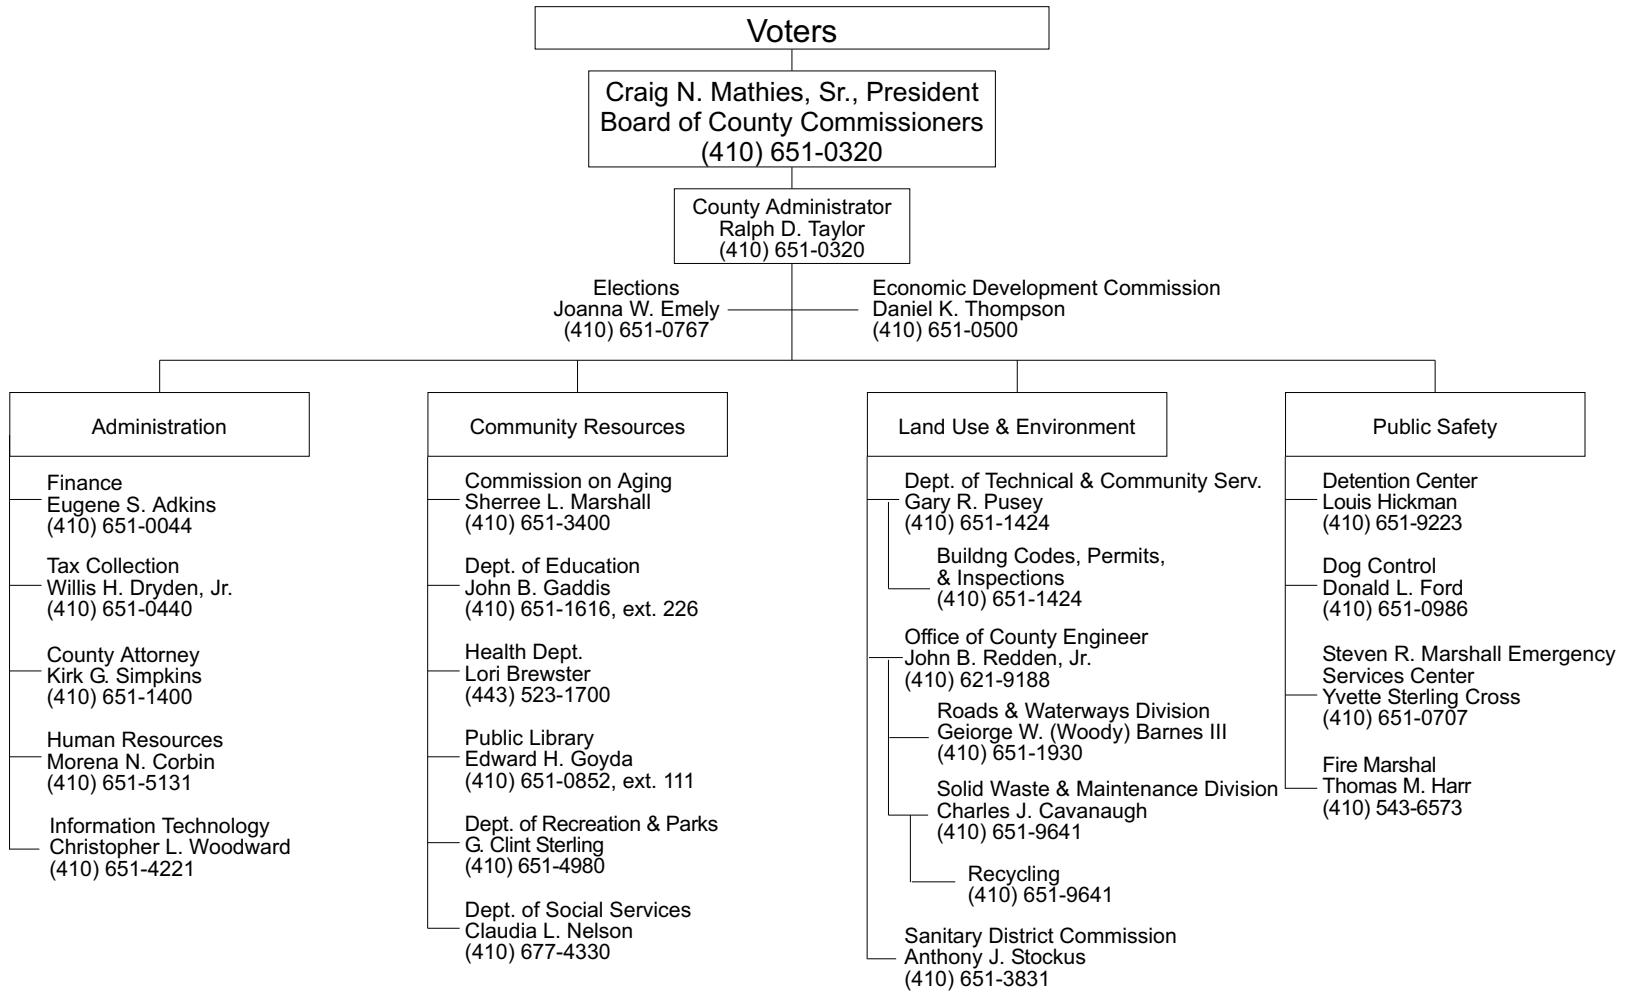 Voters
Craig N. Mathies, Sr., President
Board of County Commissioners
(410) 651-0320
County Administrator
Ralph D. Taylor
(410) 651-0320
Elections
Joanna W. Emely
(410) 651-0767
Economic Development Commission
Daniel K. Thompson
(410) 651-0500
Administration
Finance
Eugene S. Adkins
(410) 651-0044
Tax Collection
Willis H. Dryden, Jr.
(410) 651-0440
County Attorney
Kirk G. Simpkins
(410) 651-1400
Human Resources
Morena N. Corbin
(410) 651-5131
Information Technology
Christopher L. Woodward
(410) 651-4221
Community Resources
Commission on Aging
Sherree L. Marshall
(410) 651-3400
Dept. of Education
John B. Gaddis
(410) 651-1616, ext. 226
Health Dept.
Lori Brewster
(443) 523-1700
Public Library
Edward H. Goyda
(410) 651-0852, ext. 111
Dept. of Recreation & Parks
G. Clint Sterling
(410) 651-4980
Dept. of Social Services
Claudia L. Nelson
(410) 677-4330
Land Use & Environment
Dept. of Technical & Community Serv.
Gary R. Pusey
(410) 651-1424
Buildng Codes, Permits,
& Inspections
(410) 651-1424
Office of County Engineer
John B. Redden, Jr.
(410) 621-9188
Roads & Waterways Division
Geiorge W. (Woody) Barnes III
(410) 651-1930
Solid Waste & Maintenance Division
Charles J. Cavanaugh
(410) 651-9641
Recycling
(410) 651-9641
Sanitary District Commission
Anthony J. Stockus
(410) 651-3831
Public Safety
Detention Center
Louis Hickman
(410) 651-9223
Dog Control
Donald L. Ford
(410) 651-0986
Steven R. Marshall Emergency
Services Center
Yvette Sterling Cross
(410) 651-0707
Fire Marshal
Thomas M. Harr
(410) 543-6573